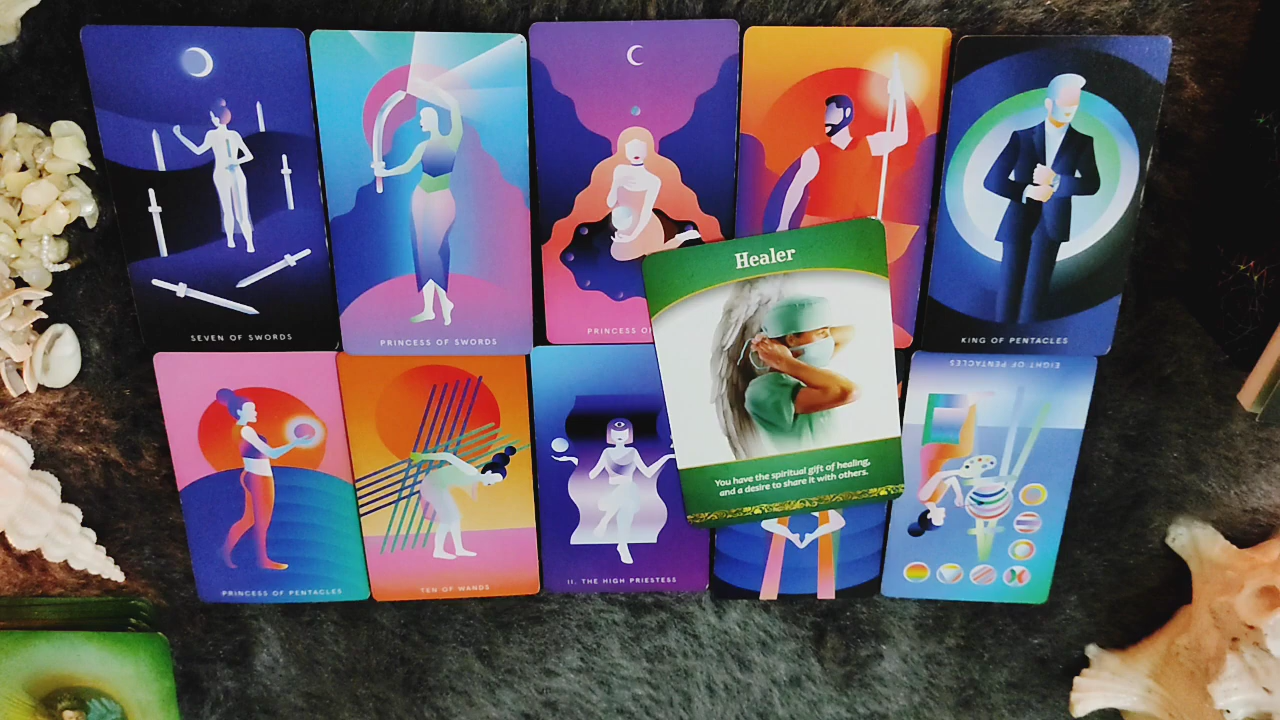 SEVEN OF SWORDS
PRINCESS OF SWORDS
PRINCESS
KING OF PENTACLES
Healer
You have the spiritual gift of healing,
and a desire to share it with others.
PRINCESS OF PENTACLES
TEN OF WANDS
II. THE HIGH PRIESTESS
EIGHT OF PENTACLES